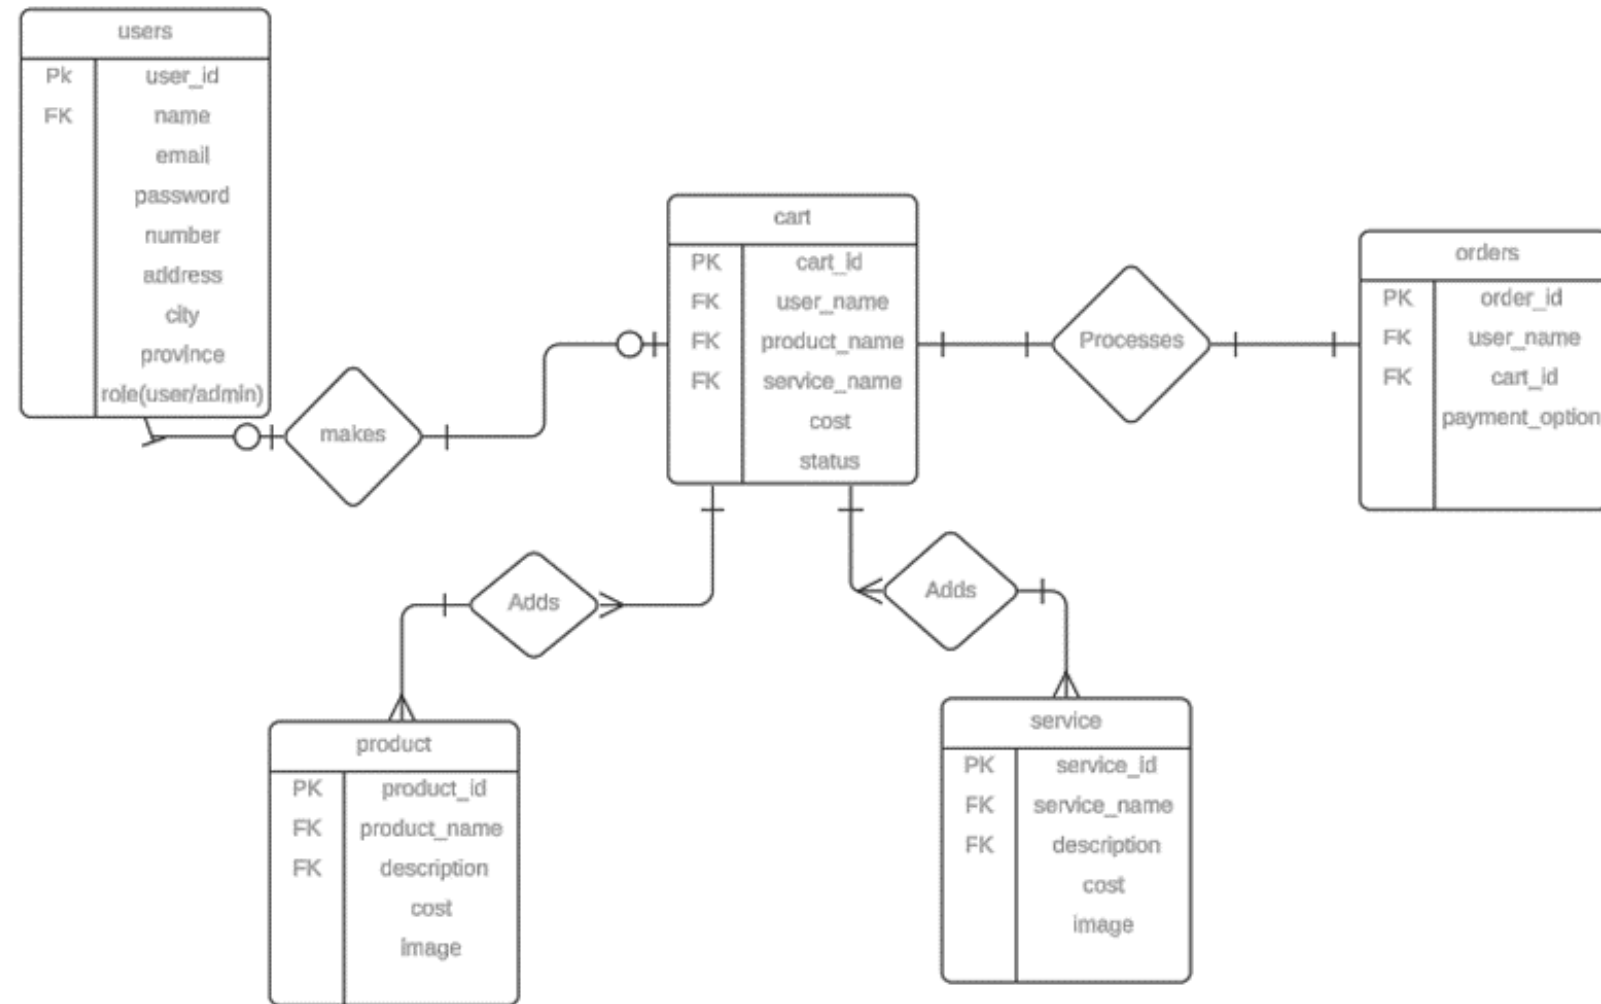 users
Pk user_id
FK name
email
password
number
address
city
province
role(user/admin)
makes
cart
PK cart_id
FK user_name
FK product_name
FK service_name
cost
status
Processes
orders
PK order_id
FK user_name
FK cart_id
payment_option
Adds
Adds
product
PK product_id
FK product_name
FK description
cost
image
service
PK service_id
FK service_name
FK description
cost
image